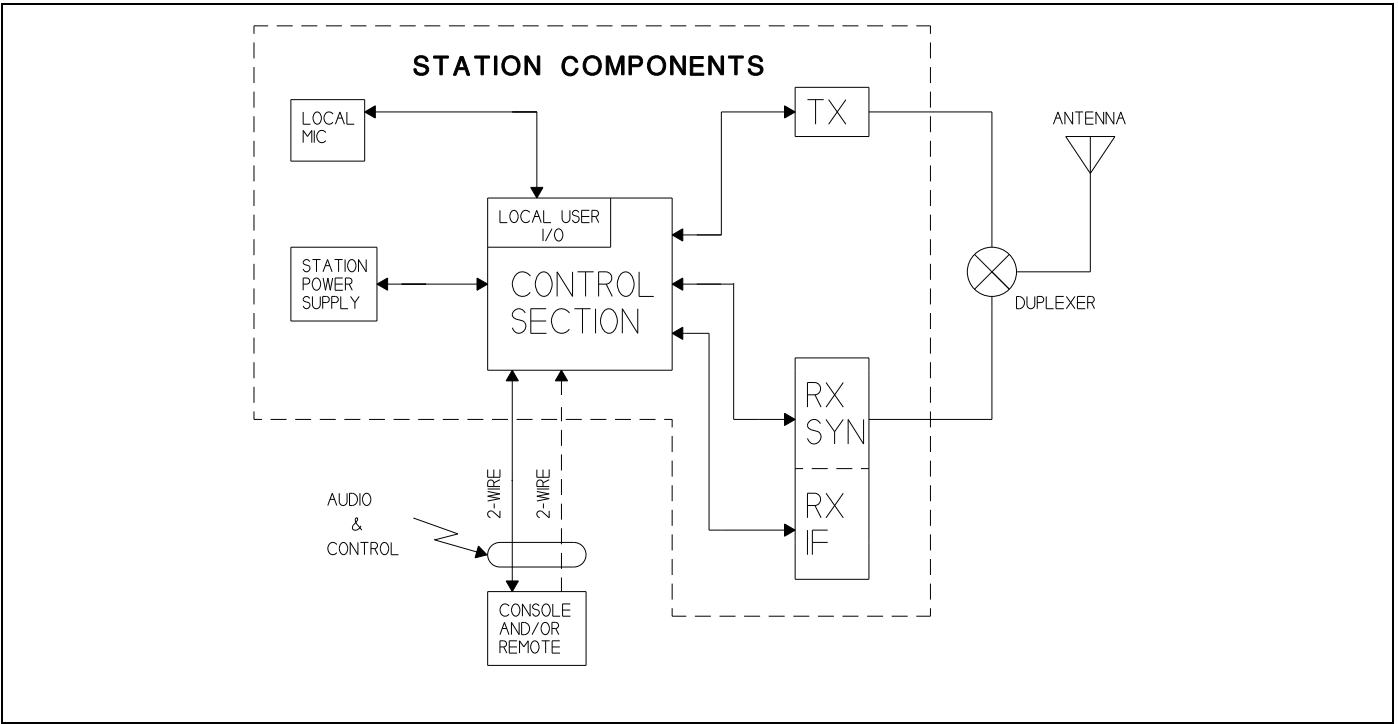 STATION COMPONENTS
LOCAL
MIC
TX
ANTENNA
LOCAL USER
I/O
STATION
POWER
SUPPLY
CONTROL
SECTION
DUPLEXER
RX
SYN
RX
IF
AUDIO
&
CONTROL
2-WIRE
2-WIRE
CONSOLE
AND/OR
REMOTE